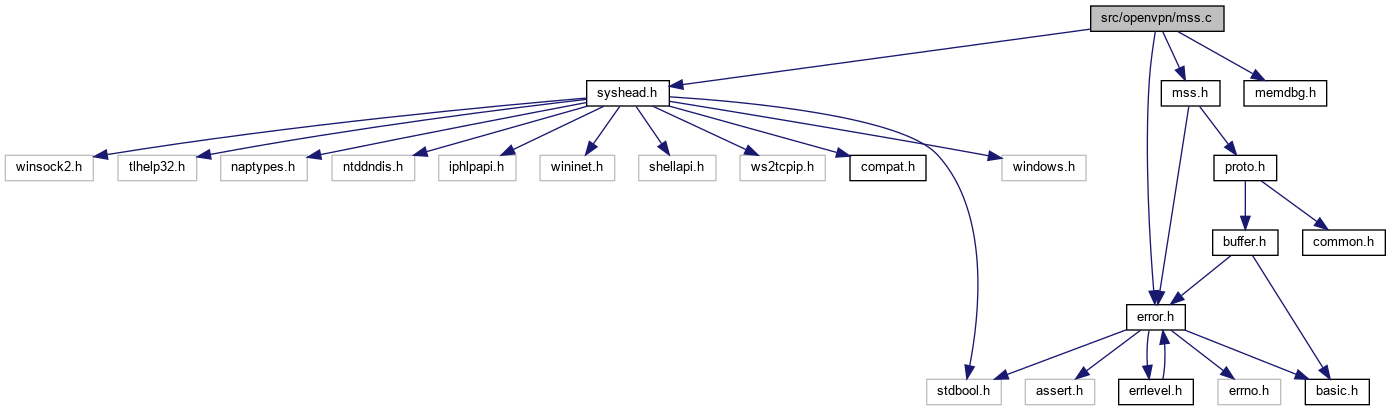 src/openvpn/mss.c
syshead.h
mss.h
memdbg.h
winsock2.h
tlhelp32.h
naptypes.h
ntddndis.h
iphlpapi.h
wininet.h
shellapi.h
ws2tcpip.h
compat.h
windows.h
proto.h
buffer.h
common.h
error.h
stdbool.h
assert.h
errlevel.h
errno.h
basic.h